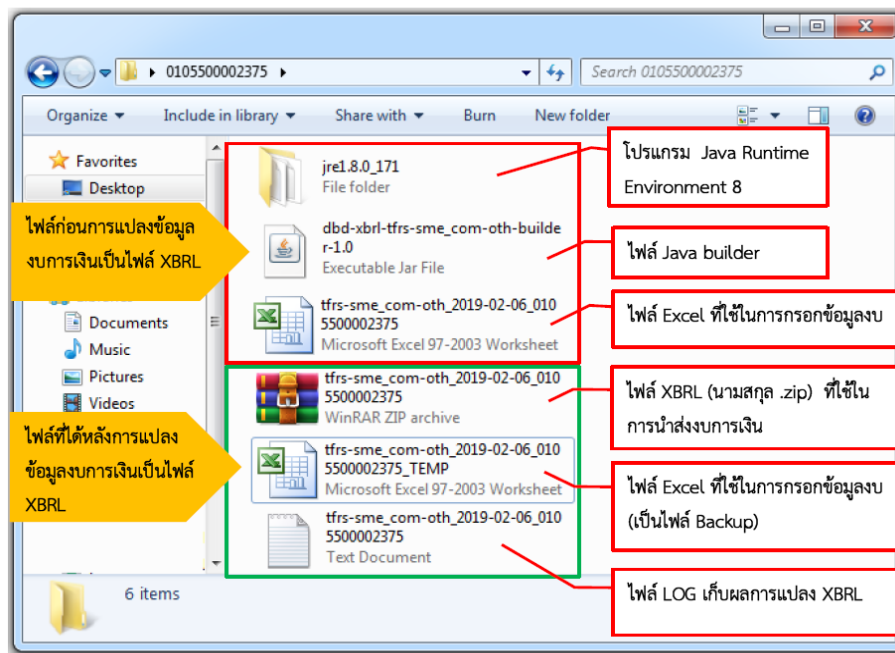 0105500002375
Search 0105500002375
Organize
Include in library
Share with
Burn
New folder
Favorites
Desktop
Documents
Music
Pictures
Videos
ไฟล์ก่อนการแปลงข้อมูล
งบการเงินเป็นไฟล์ XBRL
ไฟล์ที่ได้หลังการแปลง
ข้อมูลงบการเงินเป็นไฟล์
XBRL
jre1.8.0_171
File folder
dbd-xbrl-tfrs-sme_com-oth-builde
r-1.0
Executable Jar File
tfrs-sme_com-oth_2019-02-06_010
5500002375
Microsoft Excel 97-2003 Worksheet
tfrs-sme_com-oth_2019-02-06_010
5500002375
WinRAR ZIP archive
tfrs-sme_com-oth_2019-02-06_010
5500002375_TEMP
Microsoft Excel 97-2003 Worksheet
tfrs-sme_com-oth_2019-02-06_010
5500002375
Text Document
โปรแกรม Java Runtime
Environment 8
ไฟล์ Java builder
ไฟล์ Excel ที่ใช้ในการกรอกข้อมูลงบ
ไฟล์ XBRL (นามสกุล .zip) ที่ใช้ใน
การนำส่งงบการเงิน
ไฟล์ Excel ที่ใช้ในการกรอกข้อมูลงบ
(เป็นไฟล์ Backup)
ไฟล์ LOG เก็บผลการแปลง XBRL
6 items